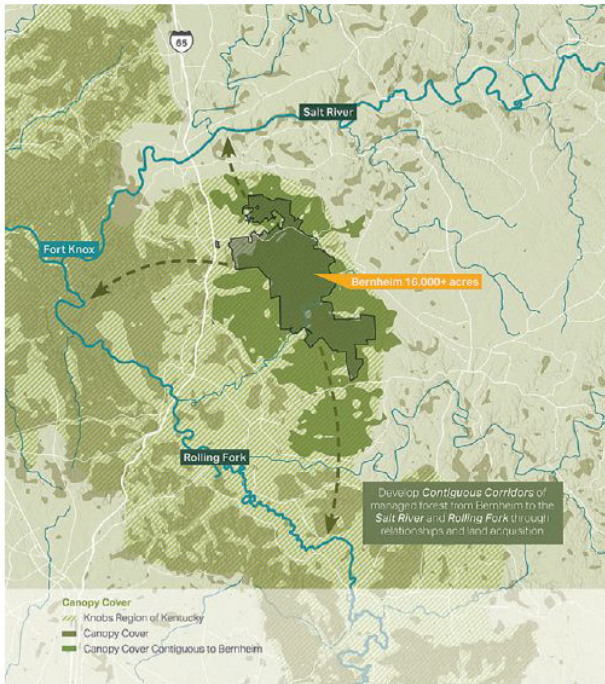 65
Salt River
Fort Knox
Bernheim 16,000+ acres
Rolling Fork
Develop Contiguous Corridors of
managed forest from Bernheim to the
Salt River and Rolling Fork through
relationships and land acquisition
Canopy Cover
Knobs Region of Kentucky
Canopy Cover
Canopy Cover Contiguous to Bernheim